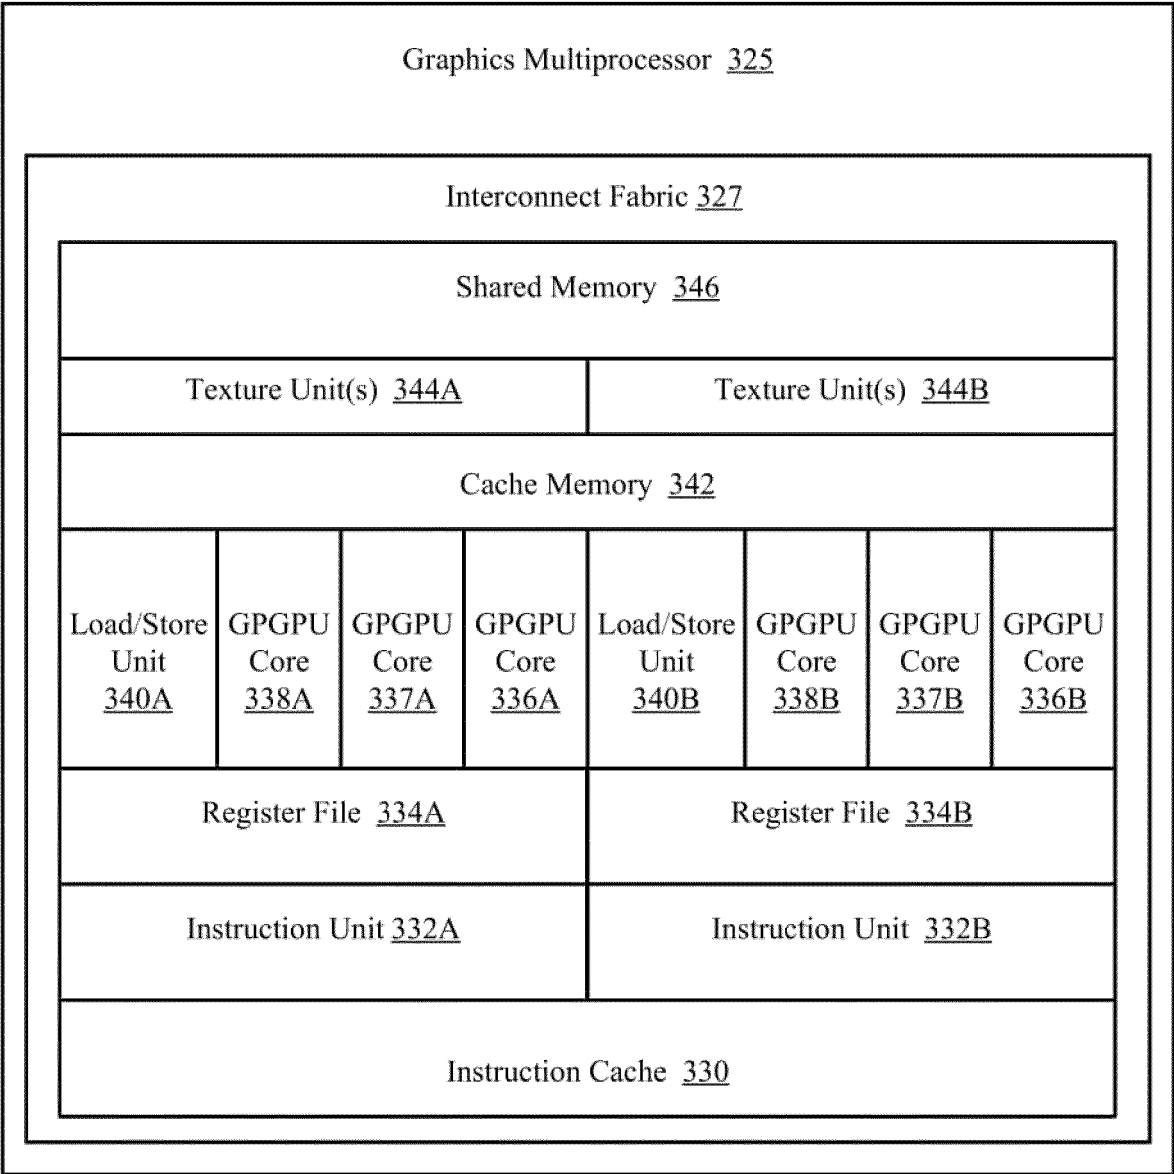 Graphics Multiprocessor 325
Interconnect Fabric 327
Shared Memory 346
Texture Unit(s) 344A
Texture Unit(s) 344B
Cache Memory 342
Load/Store
Unit
340A
GPGPU
Core
338A
GPGPU
Core
337A
GPGPU
Core
336A
Load/Store
Unit
340B
GPGPU
Core
338B
GPGPU
Core
337B
GPGPU
Core
336B
Register File 334A
Register File 334B
Instruction Unit 332A
Instruction Unit 332B
Instruction Cache 330